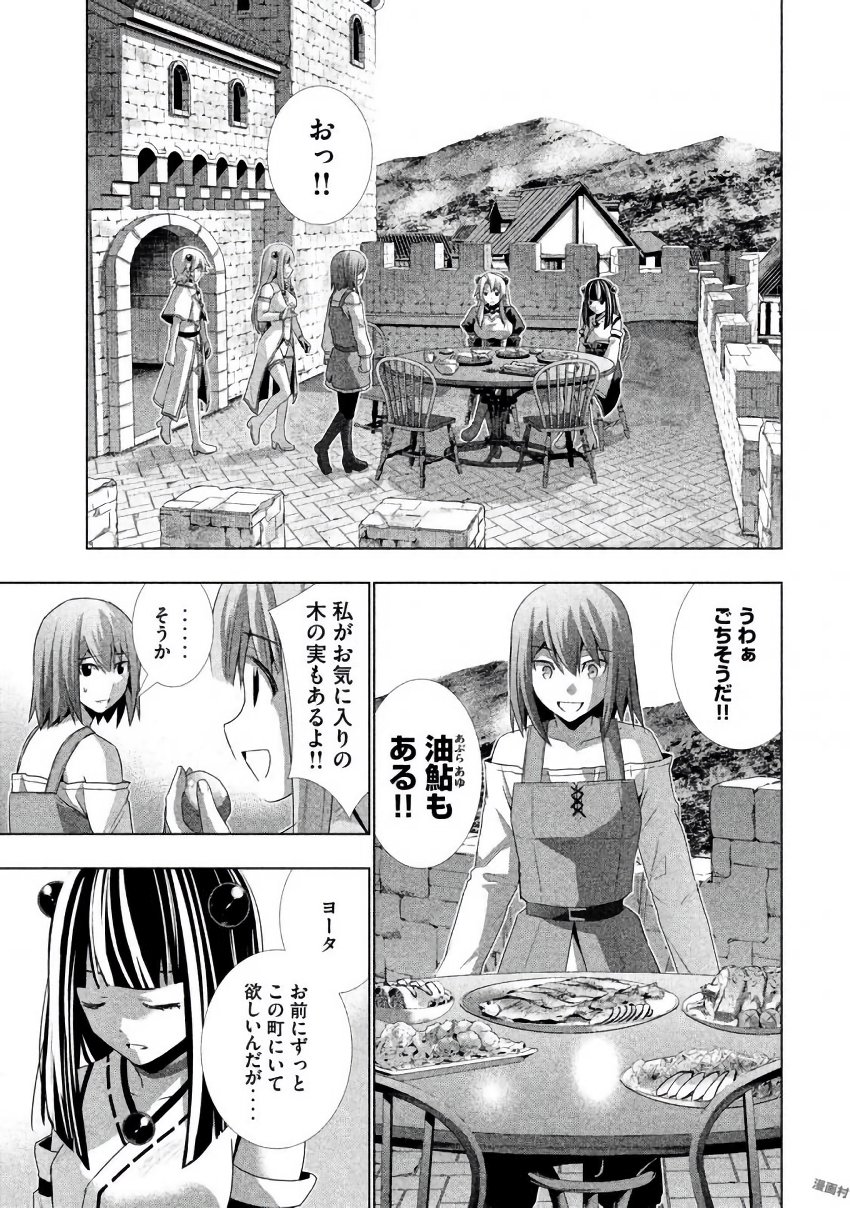 おっ!!
うわぁ
ごちそうだ!!
油鮎も
あぶらあゆ
ある!!
私がお気に入りの
木の実もあるよ!!
・・・・・
そうか
ヨータ
お前にずっと
この町にいて
欲しいんだが・・・・
漫画村